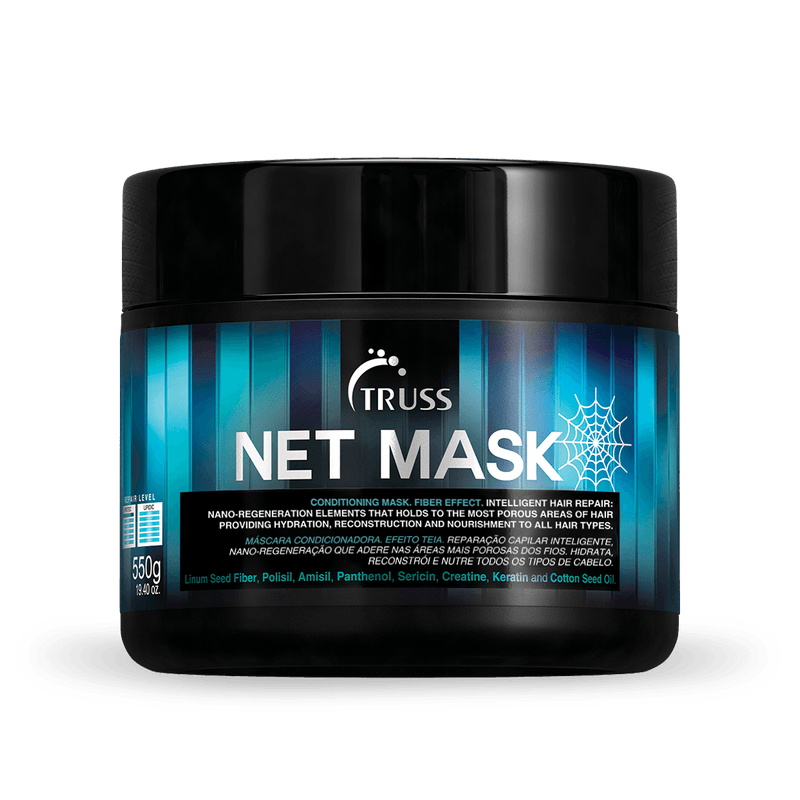 TRUSS
NET MASK
CONDITIONING MASK. FIBER EFFECT. INTELLIGENT HAIR REPAIR:
NANO-REGENERATION ELEMENTS THAT HOLDS TO THE MOST POROUS AREAS OF HAIR
PROVIDING HYDRATION, RECONSTRUCTION AND NOURISHMENT TO ALL HAIR TYPES.
MÁSCARA CONDICIONADORA. EFEITO TEIA. REPARAÇÃO CAPILAR INTELIGENTE,
NANO-REGENERAÇÃO QUE ADERE NAS ÁREAS MAIS POROSAS DOS FIOS. HIDRATA,
RECONSTRÓI E NUTRE TODOS OS TIPOS DE CABELO.
Linum Seed Fiber, Polisil, Amisil, Panthenol, Sericin, Creatine, Keratin and Cotton Seed Oil.
LEVEL
LIPIDIC
550g
19.40 oz.